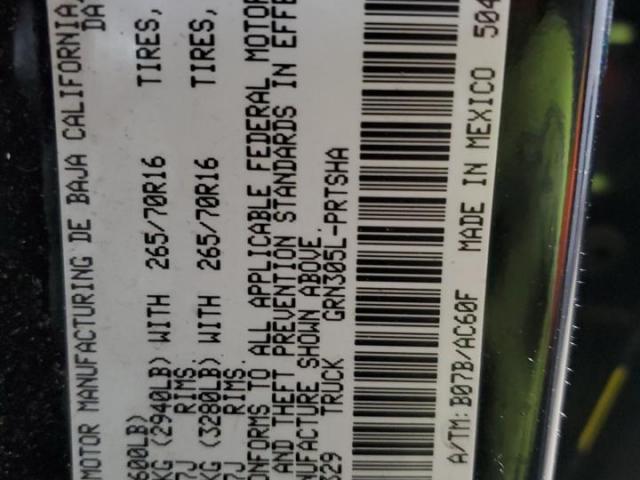 MOTOR MANUFACTURING DE BAJA CALIFORNIA
DA
600LB)
KG (2940LB) WITH 265/70R16 TIRES,
7J RIMS
KG (3280LB) WITH 265/70R16 TIRES,
7J RIMS
ONFORMS TO ALL APPLICABLE FEDERAL MOTOR
AND THEFT PREVENTION STANDARDS IN EFFE
NUFACTURE SHOWN ABOVE.
329 TRUCK GRN305L-PRTSHA
A/TM: B07B/AC60F MADE IN MEXICO 504